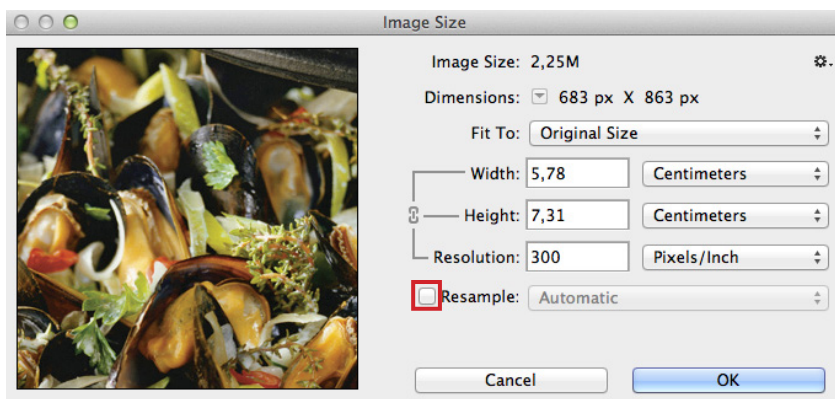 Image Size
Image Size: 2,25M
Dimensions: 683 px X 863 px
Fit To: Original Size
Width: 5,78 Centimeters
Height: 7,31 Centimeters
Resolution: 300 Pixels/Inch
Resample: Automatic
Cancel OK